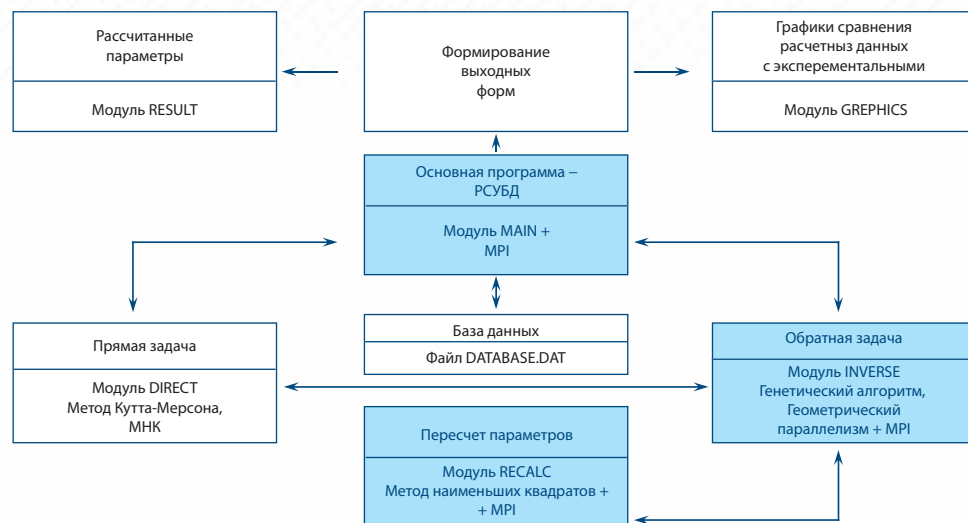 Рассчитанные
параметры
Модуль RESULT
Формирование
выходных
форм
Графики сравнения
расчетныз данных
с эксперементальными
Модуль GREPHICS
Основная программа –
РСУБД
Модуль MAIN +
MPI
База данных
Файл DATABASE.DAT
Прямая задача
Модуль DIRECT
Метод Кутта-Мерсона,
МНК
Обратная задача
Модуль INVERSE
Генетический алгоритм,
Геометрический
параллелизм + MPI
Пересчет параметров
Модуль RECALC
Метод наименьших квадратов +
+ MPI